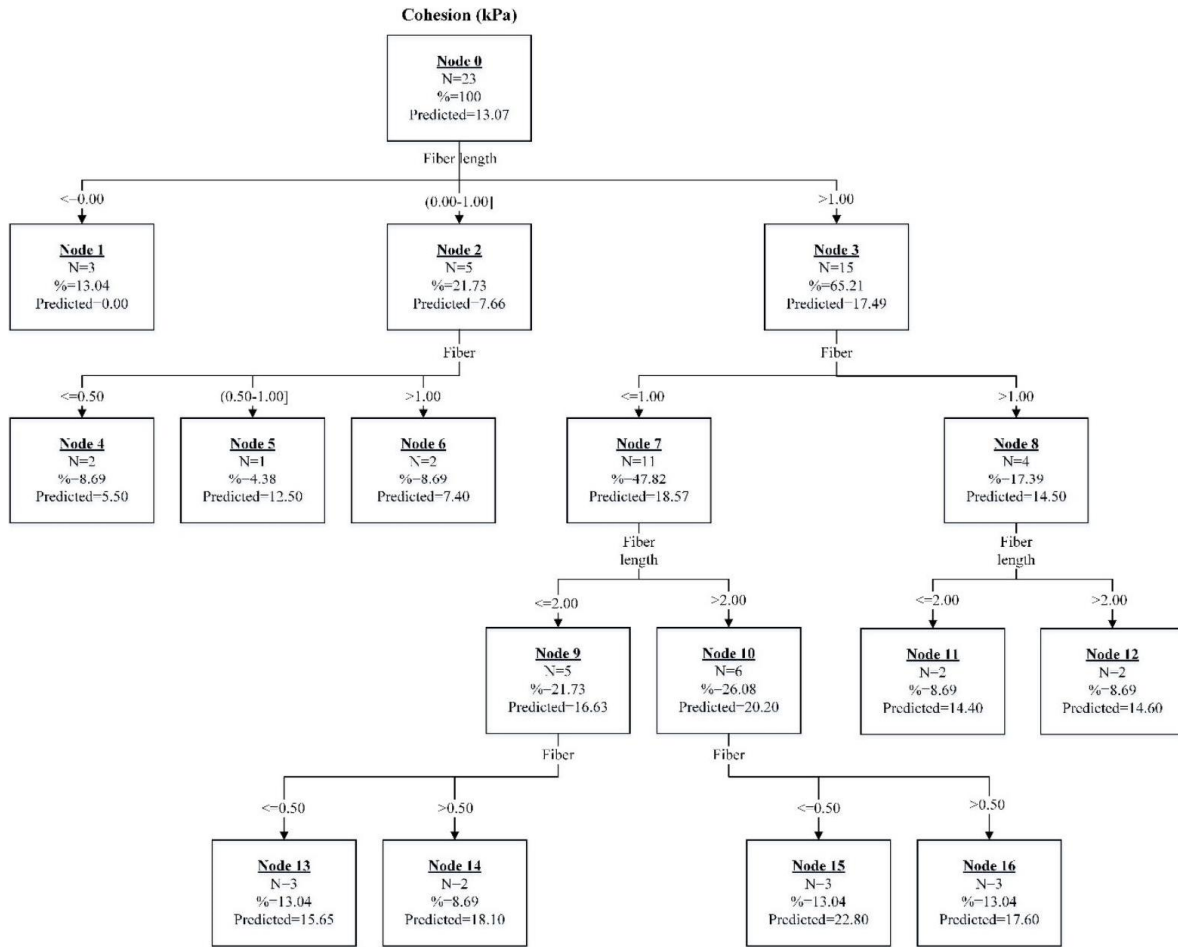 Cohesion (kPa)
Node 0
N=23
%=100
Predicted=13.07
Fiber length
<=0.00
(0.00-1.00]
>1.00
Node 1
N=3
%=13.04
Predicted=0.00
Node 2
N=5
%=21.73
Predicted=7.66
Node 3
N=15
%=65.21
Predicted=17.49
Fiber
Fiber
<=0.50
(0.50-1.00]
>1.00
<=1.00
>1.00
Node 4
N=2
%=8.69
Predicted=5.50
Node 5
N=1
%=4.38
Predicted=12.50
Node 6
N=2
%=8.69
Predicted=7.40
Node 7
N=11
%=47.82
Predicted=18.57
Node 8
N=4
%=17.39
Predicted=14.50
Fiber
length
Fiber
length
<=2.00
>2.00
<=2.00
>2.00
Node 9
N=5
%=21.73
Predicted=16.63
Node 10
N=6
%=26.08
Predicted=20.20
Node 11
N=2
%=8.69
Predicted=14.40
Node 12
N=2
%=8.69
Predicted=14.60
Fiber
Fiber
<=0.50
>0.50
<=0.50
>0.50
Node 13
N=3
%=13.04
Predicted=15.65
Node 14
N=2
%=8.69
Predicted=18.10
Node 15
N=3
%=13.04
Predicted=22.80
Node 16
N=3
%=13.04
Predicted=17.60